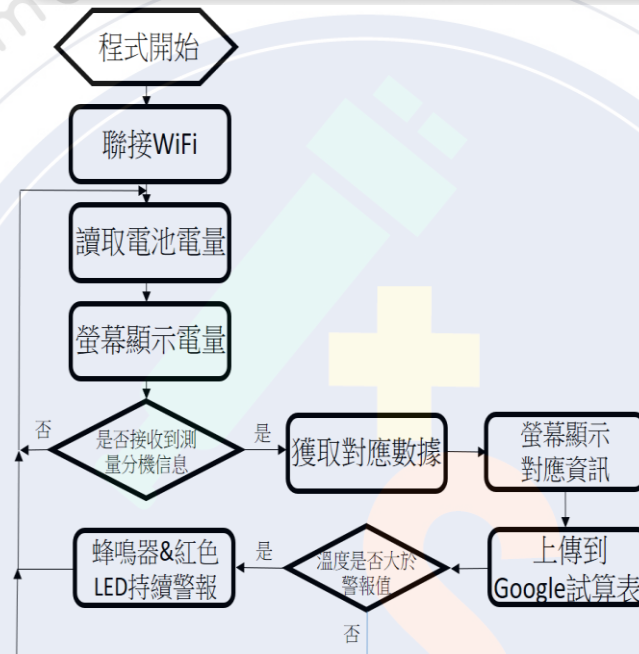 程式開始
聯接WiFi
讀取電池電量
螢幕顯示電量
否
是否接收到測
量分機信息
是
獲取對應數據
螢幕顯示
對應資訊
蜂鳴器&紅色
LED持續警報
是
溫度是否大於
警報值
上傳到
Google試算表
否